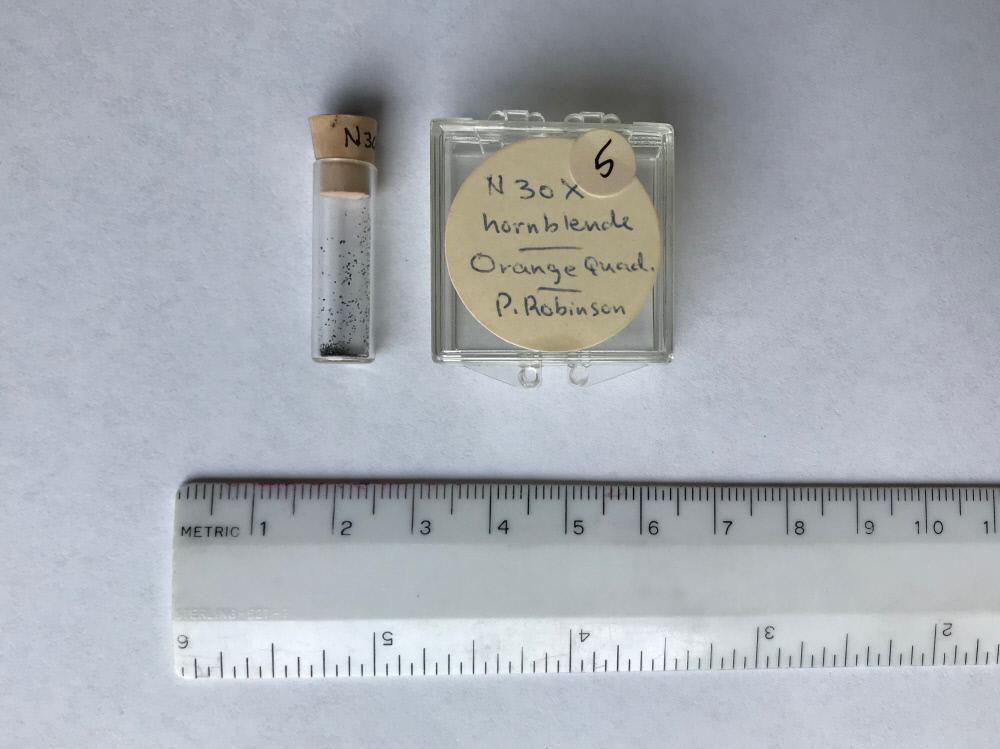 N30
5
N 30 X
hornblende
Orange Quad.
P. Robinson
METRIC 1 2 3 4 5 6 7 8 9 10 1
6 5 4 3 2